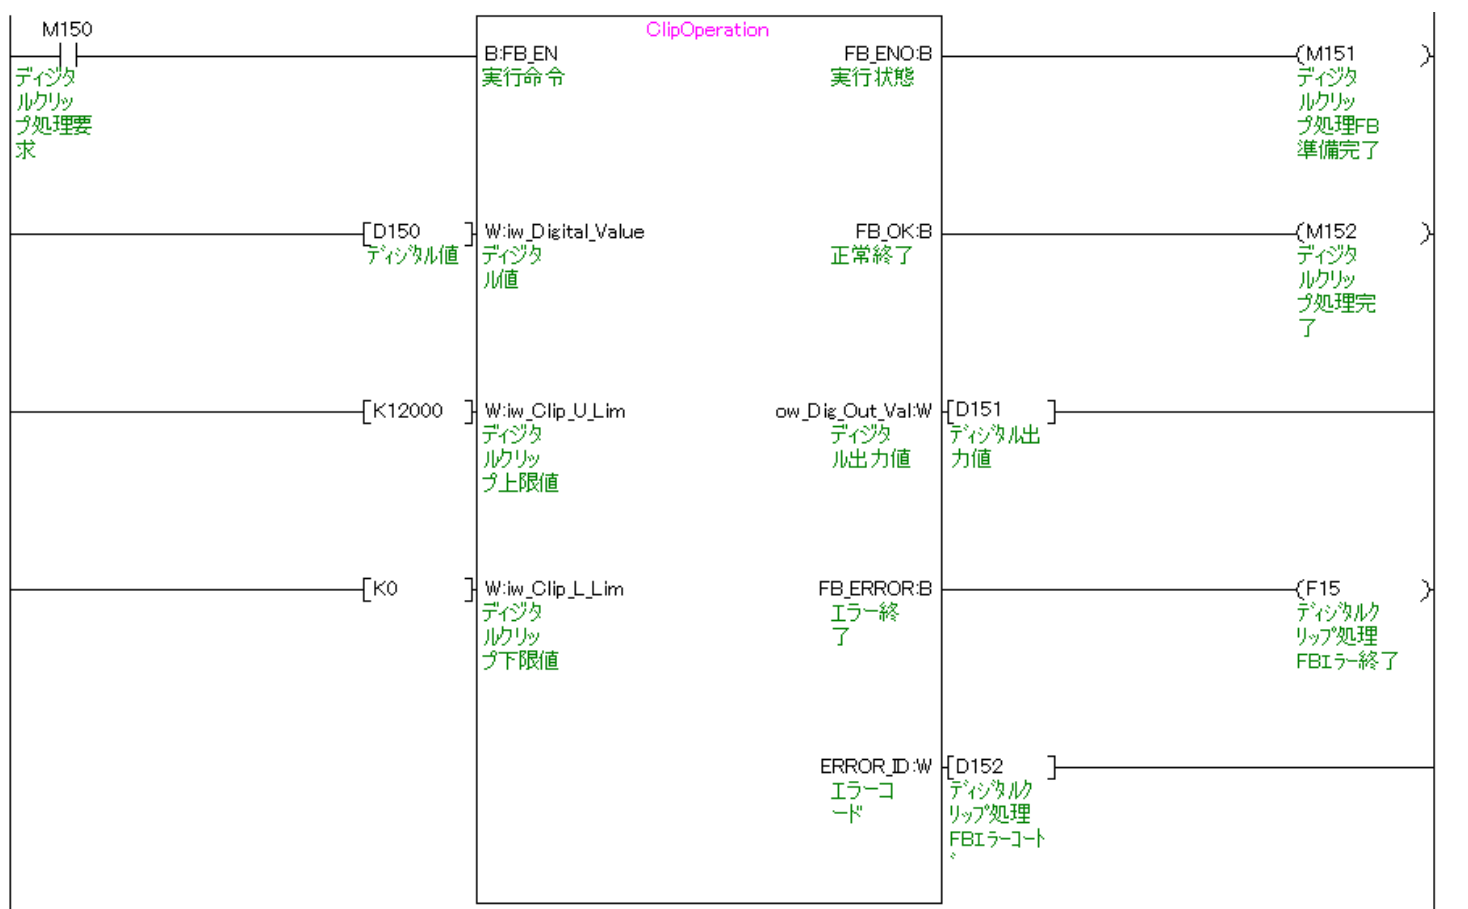 M150
ディジタ
ルクリッ
プ処理要
求
ClipOperation
B:FB_EN
実行命令
FB_ENO:B
実行状態
(M151 )
ディジタ
ルクリッ
プ処理FB
準備完了
[D150 ]
ディジタル値
W:iw_Digital_Value
ディジタ
ル値
FB_OK:B
正常終了
(M152 )
ディジタ
ルクリッ
プ処理完
了
[K12000 ]
W:iw_Clip_U_Lim
ディジタ
ルクリッ
プ上限値
ow_Dig_Out_Val:W
ディジタ
ル出力値
[D151 ]
ディジタル出
力値
[K0 ]
W:iw_Clip_L_Lim
ディジタ
ルクリッ
プ下限値
FB_ERROR:B
エラー終
了
(F15 )
ディジタルク
リップ処理
FBエラー終了
ERROR_ID:W
エラーコ
ード
[D152 ]
ディジタルク
リップ処理
FBエラーコート
゛